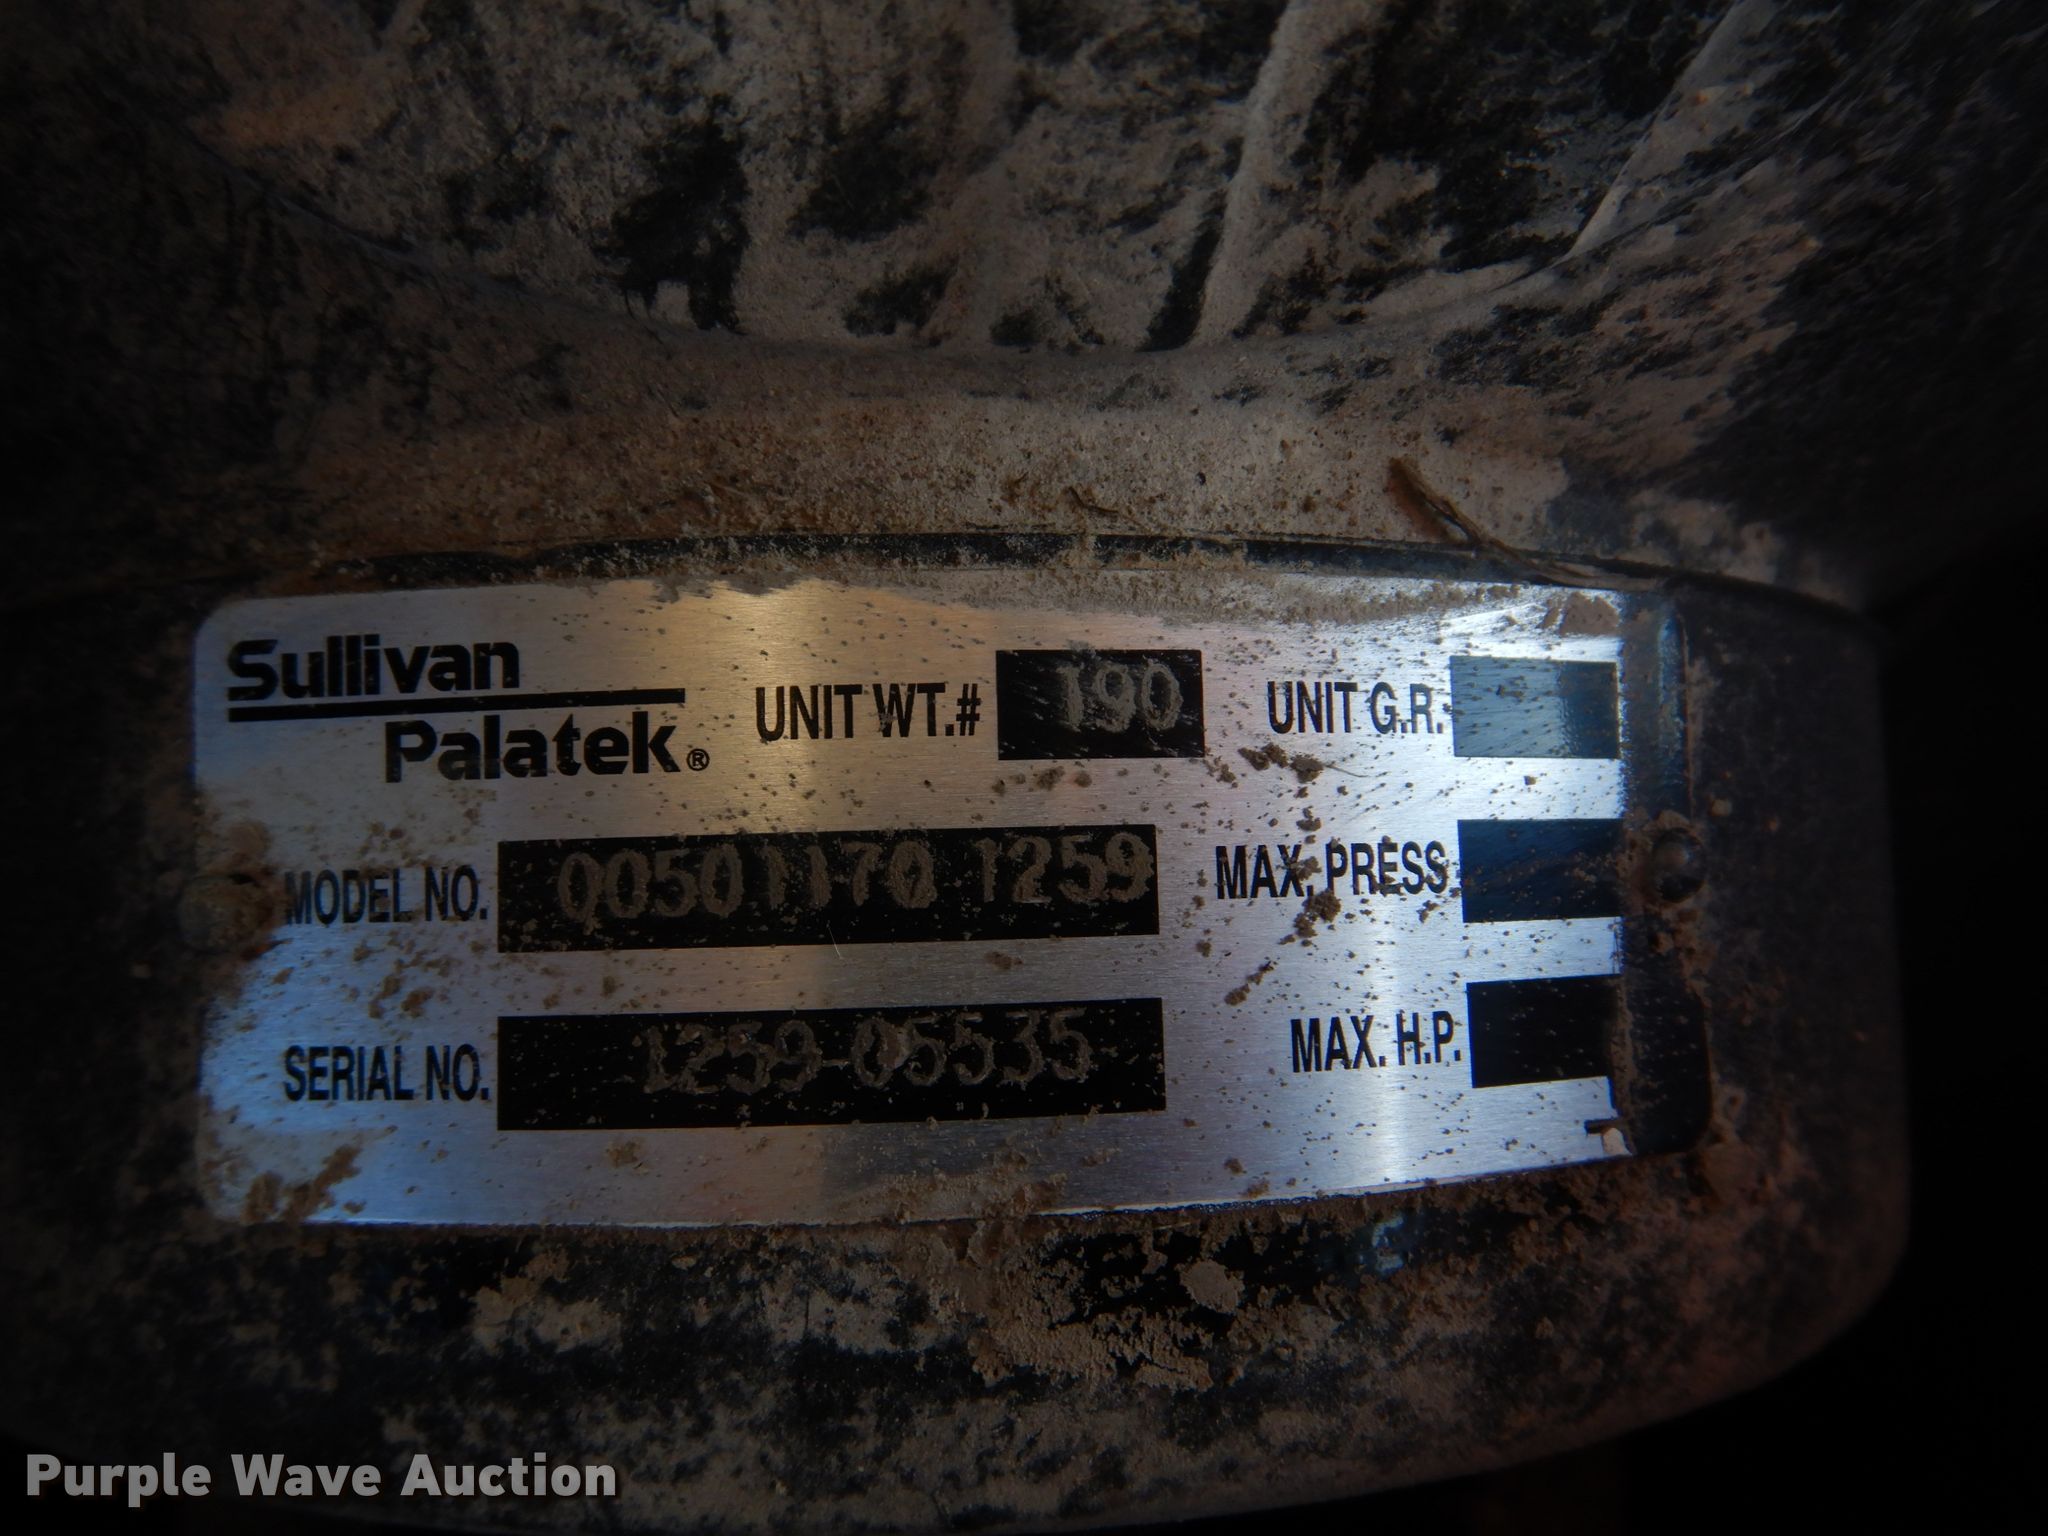 Sullivan
Palatek®
UNIT WT.# 190
UNIT G.R.
MODEL NO. 00501170 1259
MAX. PRESS
SERIAL NO. 1259-05535
MAX. H.P.
Purple Wave Auction